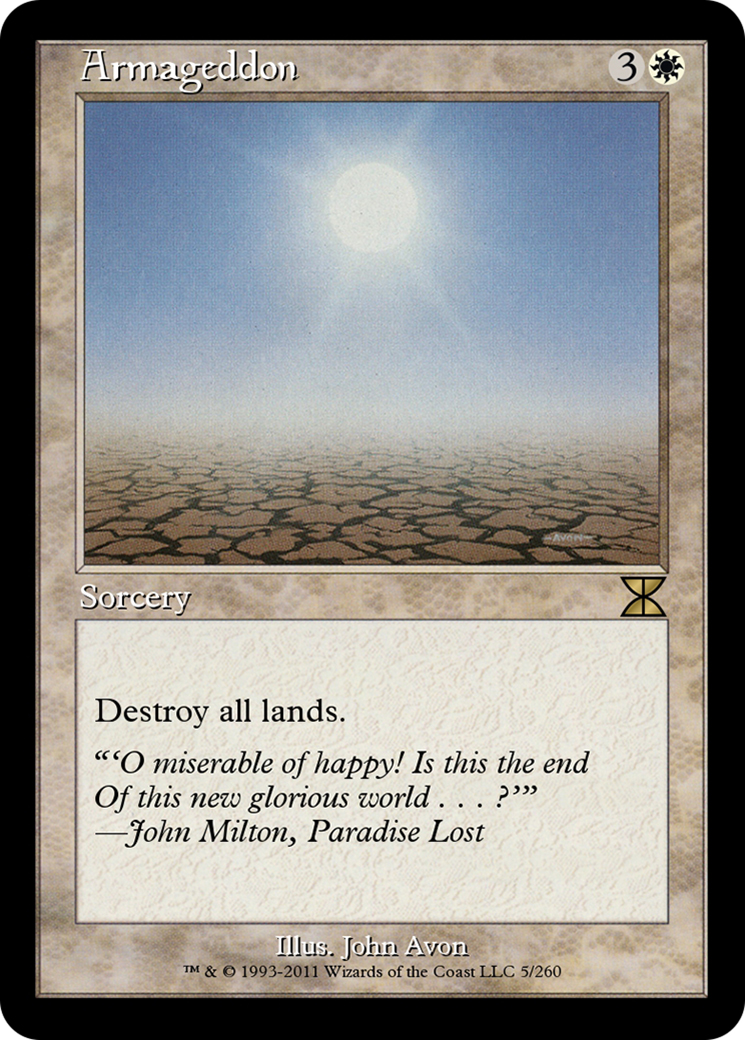 Armageddon 3
AVON
Sorcery
Destroy all lands.
“‘O miserable of happy! Is this the end
Of this new glorious world . . . ?’”
—John Milton, Paradise Lost
Illus. John Avon
™ & © 1993-2011 Wizards of the Coast LLC 5/260